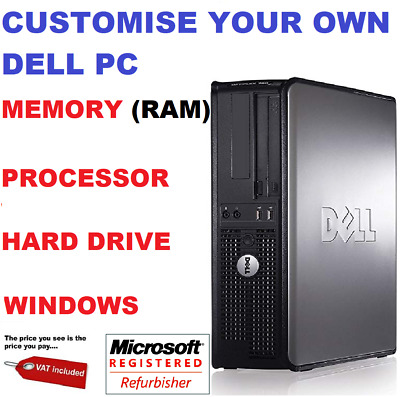 CUSTOMISE YOUR OWN
DELL PC
MEMORY (RAM)
PROCESSOR
HARD DRIVE
WINDOWS
The price you see is the
price you pay....
VAT included
Microsoft
REGISTERED
Refurbisher
DELL
DELL